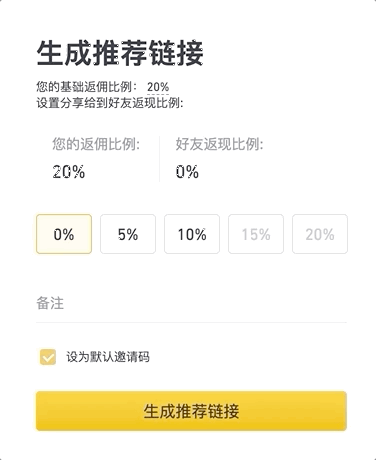 生成推荐链接
您的基础返佣比例： 20%
设置分享给到好友返现比例:
您的返佣比例: 好友返现比例:
20% 0%
0% 5% 10% 15% 20%
备注
设为默认邀请码
生成推荐链接